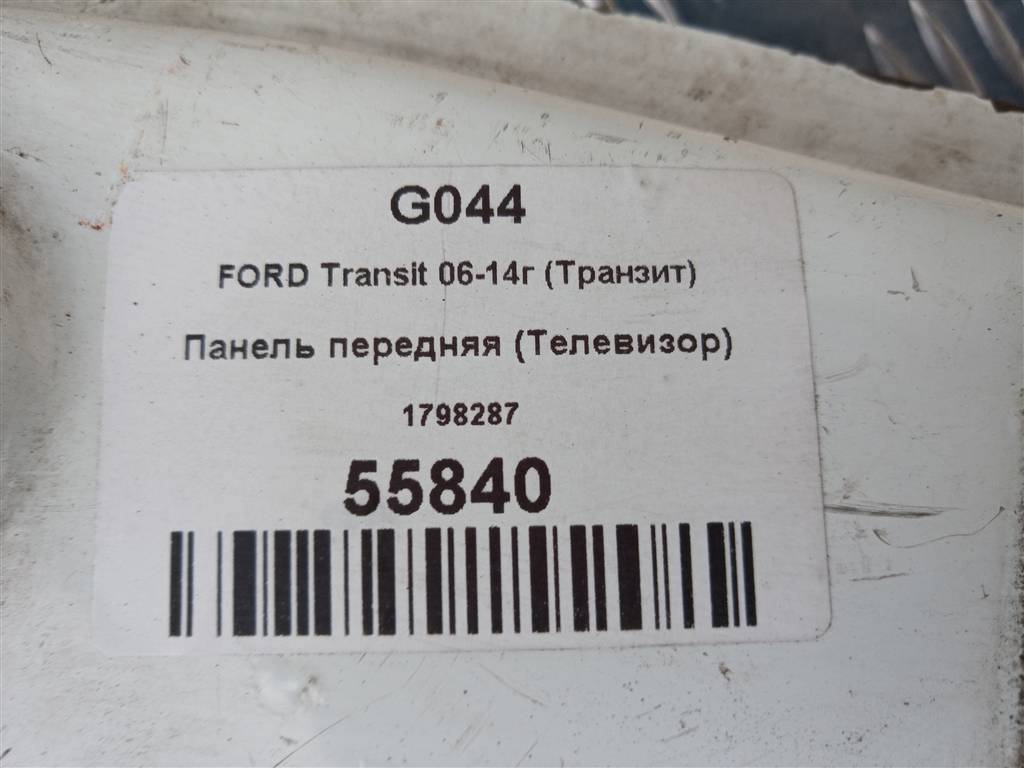 G044
FORD Transit 06-14г (Транзит)
Панель передняя (Телевизор)
1798287
55840